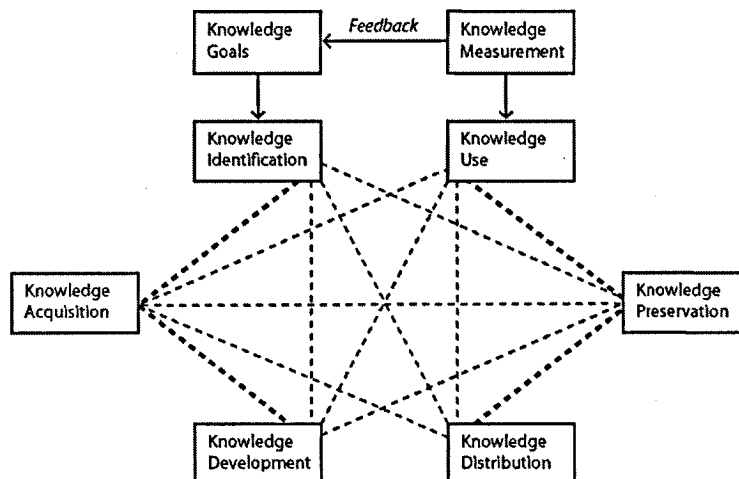 Knowledge
Goals
Feedback
Knowledge
Measurement
Knowledge
Identification
Knowledge
Use
Knowledge
Acquisition
Knowledge
Preservation
Knowledge
Development
Knowledge
Distribution